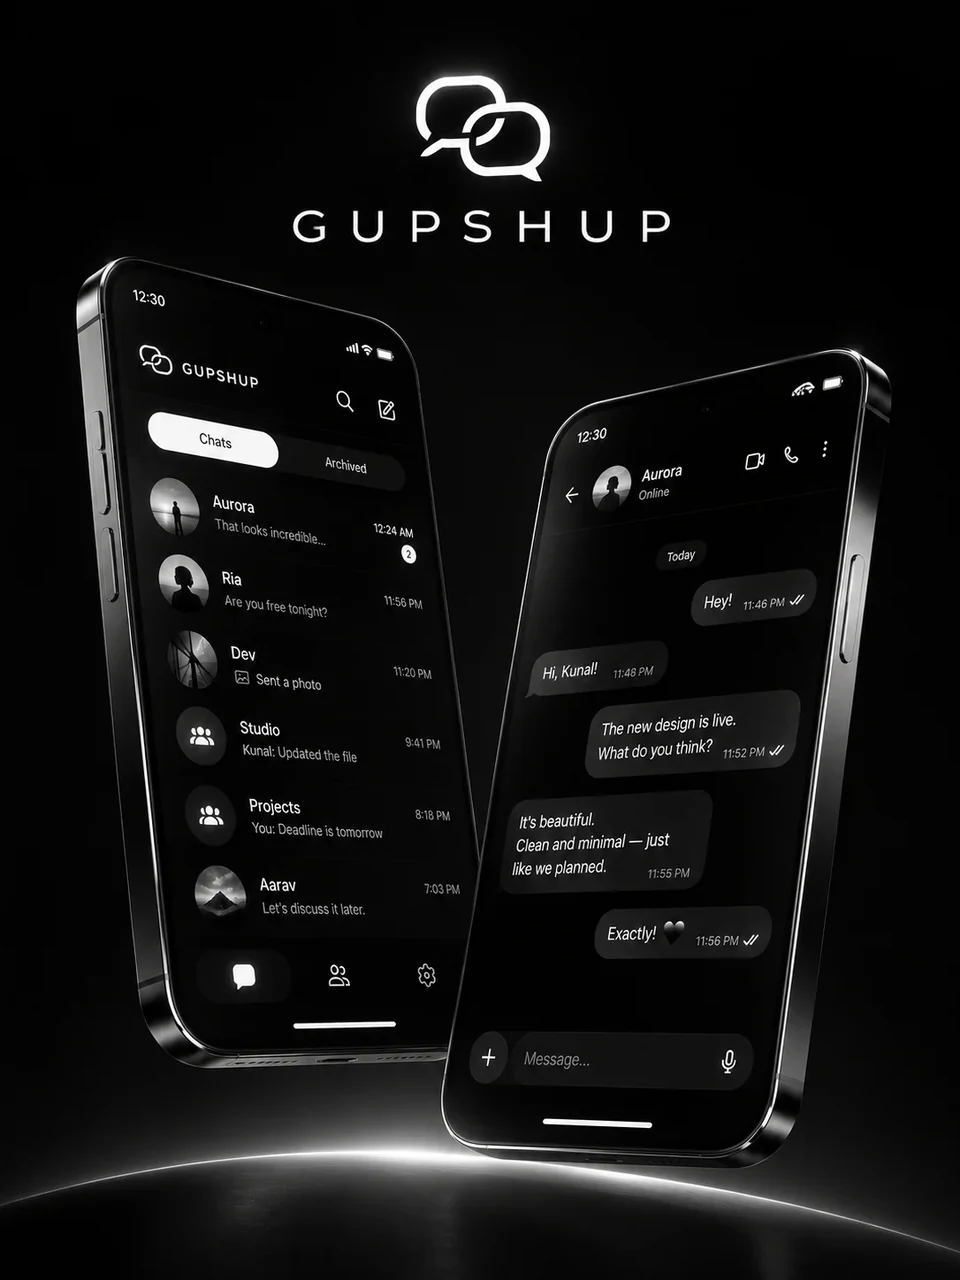 GUPSHUP
12:30
GUPSHUP
Chats
Archived
Aurora
That looks incredible...
12:24 AM
2
Ria
Are you free tonight?
11:56 PM
Dev
Sent a photo
11:20 PM
Studio
Kunal: Updated the file
9:41 PM
Projects
You: Deadline is tomorrow
8:18 PM
Aarav
Let's discuss it later.
7:03 PM
12:30
Aurora
Online
Today
Hey! 11:46 PM
Hi, Kunal! 11:48 PM
The new design is live.
What do you think? 11:52 PM
It's beautiful.
Clean and minimal — just
like we planned. 11:55 PM
Exactly! 🖤 11:56 PM
Message...